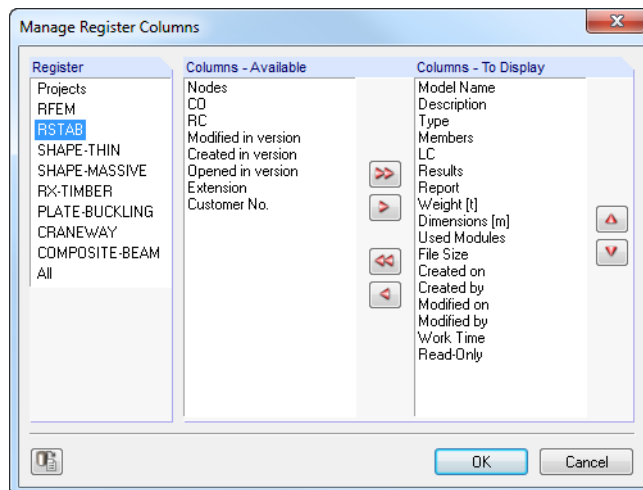 Manage Register Columns
Register
Projects
RFEM
RSTAB
SHAPE-THIN
SHAPE-MASSIVE
RX-TIMBER
PLATE-BUCKLING
CRANEWAY
COMPOSITE-BEAM
All
Columns - Available
Nodes
CO
RC
Modified in version
Created in version
Opened in version
Extension
Customer No.
Columns - To Display
Model Name
Description
Type
Members
LC
Results
Report
Weight [t]
Dimensions [m]
Used Modules
File Size
Created on
Created by
Modified on
Modified by
Work Time
Read-Only
OK
Cancel